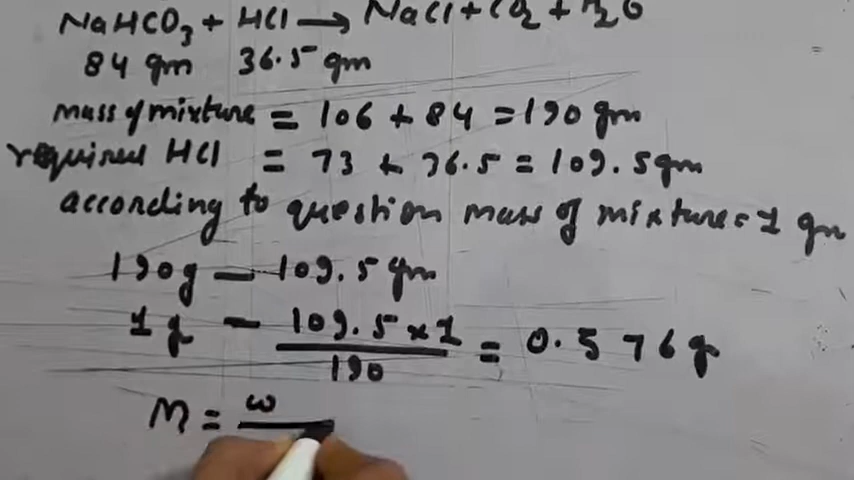 NaHCO3 + HCl → NaCl + CO2 + H2O
84 gm 36.5 gm
mass of mixture = 106 + 84 = 190 gm
required HCl = 73 + 36.5 = 109.5 gm
according to question mass of mixture = 1 gm
190g — 109.5 gm
1 g — 109.5 x 1 / 190 = 0.576 g
M = w